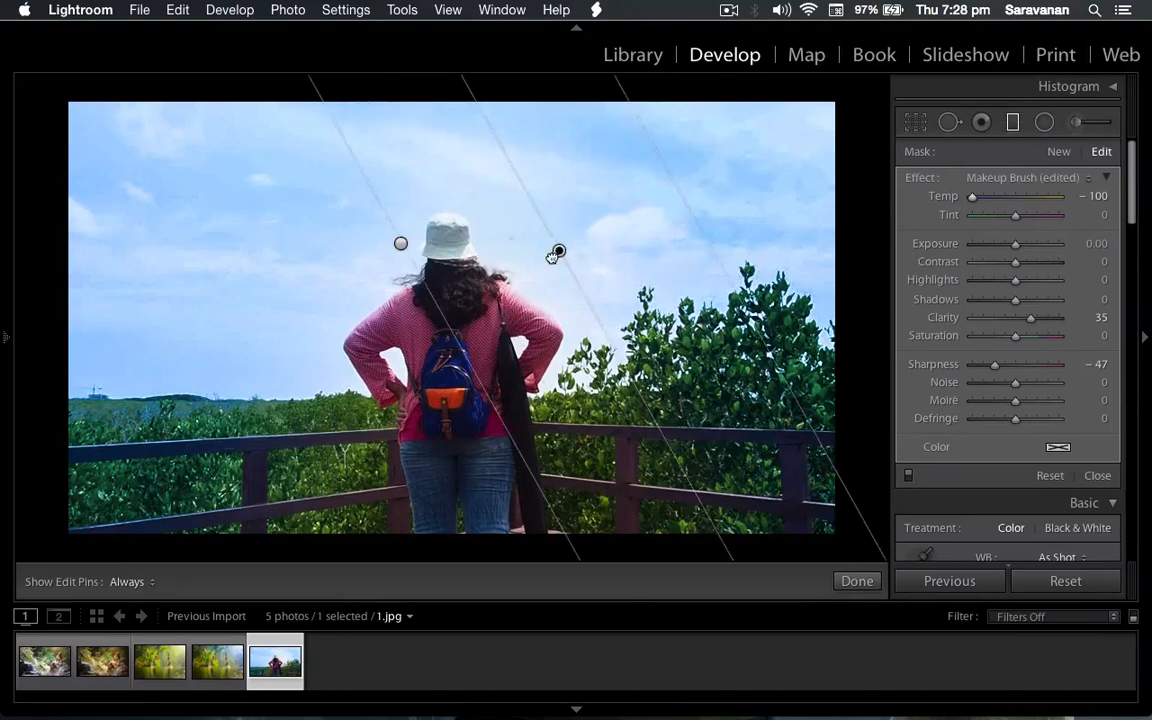 Lightroom File Edit Develop Photo Settings Tools View Window Help 97% Thu 7:28 pm Saravanan
Library Develop Map Book Slideshow Print Web
Histogram
Mask : New Edit
Effect : Makeup Brush (edited)
Temp – 100
Tint 0
Exposure 0.00
Contrast 0
Highlights 0
Shadows 0
Clarity 35
Saturation 0
Sharpness – 47
Noise 0
Moiré 0
Defringe 0
Color
Reset Close
Basic
Treatment : Color Black & White
WB : As Shot
Show Edit Pins : Always Done Previous Reset
1 2 Previous Import 5 photos / 1 selected / 1.jpg Filter : Filters Off